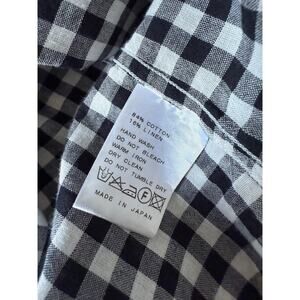 84% COTTON
16% LINEN
HAND WASH
DO NOT BLEACH
WARM IRON
DRY CLEAN
DO NOT TUMBLE DRY
F
MADE IN JAPAN